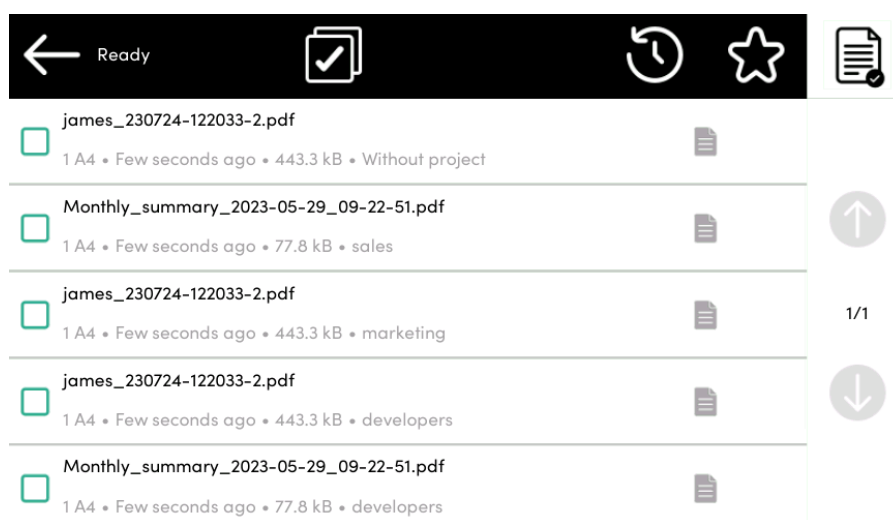 Ready
james_230724-122033-2.pdf
1 A4 • Few seconds ago • 443.3 kB • Without project
Monthly_summary_2023-05-29_09-22-51.pdf
1 A4 • Few seconds ago • 77.8 kB • sales
james_230724-122033-2.pdf
1 A4 • Few seconds ago • 443.3 kB • marketing
1/1
james_230724-122033-2.pdf
1 A4 • Few seconds ago • 443.3 kB • developers
Monthly_summary_2023-05-29_09-22-51.pdf
1 A4 • Few seconds ago • 77.8 kB • developers